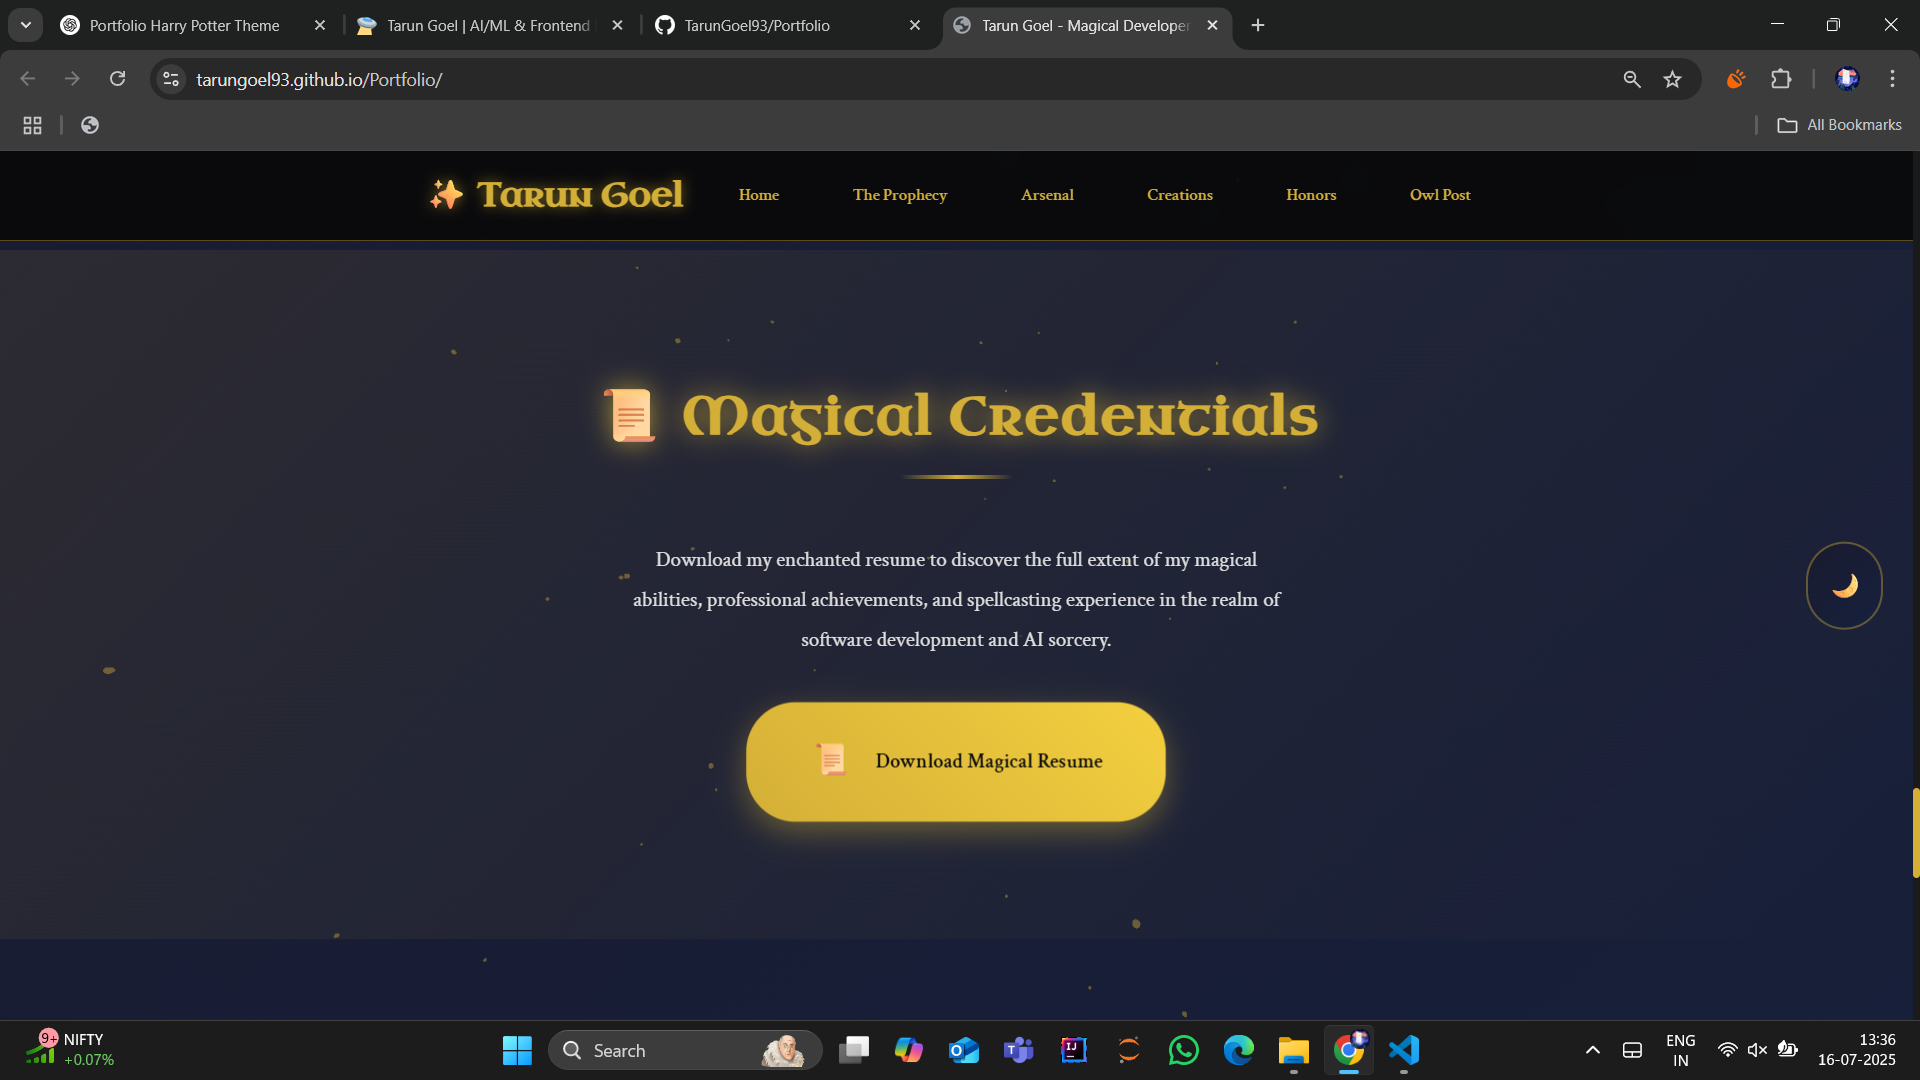 Portfolio Harry Potter Theme
Tarun Goel | AI/ML & Frontend
TarunGoel93/Portfolio
Tarun Goel - Magical Developer
tarungoel93.github.io/Portfolio/
All Bookmarks
✨ Tarun Goel
Home
The Prophecy
Arsenal
Creations
Honors
Owl Post
📜 Magical Credentials
Download my enchanted resume to discover the full extent of my magical
abilities, professional achievements, and spellcasting experience in the realm of
software development and AI sorcery.
📜 Download Magical Resume
9+
NIFTY
+0.07%
Search
ENG
IN
13:36
16-07-2025